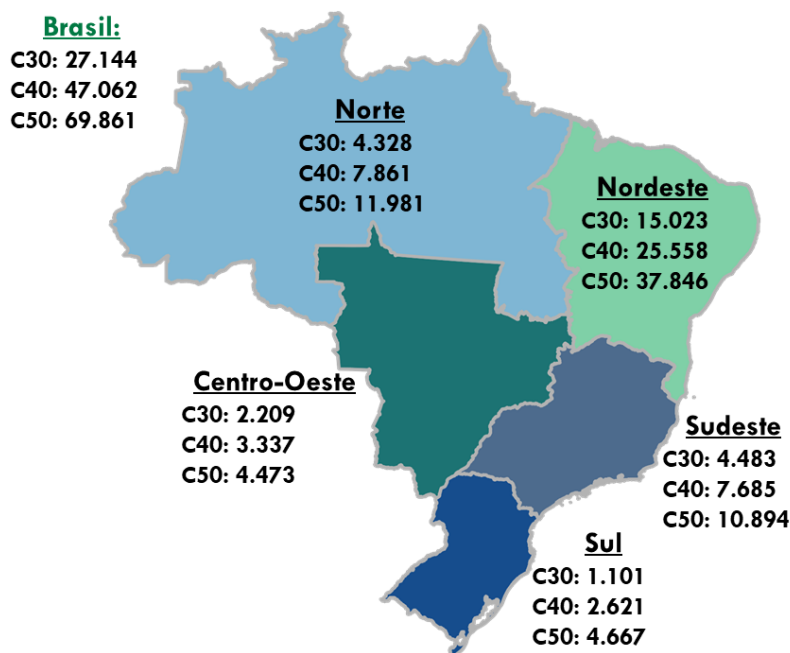 Brasil:
C30: 27.144
C40: 47.062
C50: 69.861
Norte
C30: 4.328
C40: 7.861
C50: 11.981
Nordeste
C30: 15.023
C40: 25.558
C50: 37.846
Centro-Oeste
C30: 2.209
C40: 3.337
C50: 4.473
Sudeste
C30: 4.483
C40: 7.685
C50: 10.894
Sul
C30: 1.101
C40: 2.621
C50: 4.667